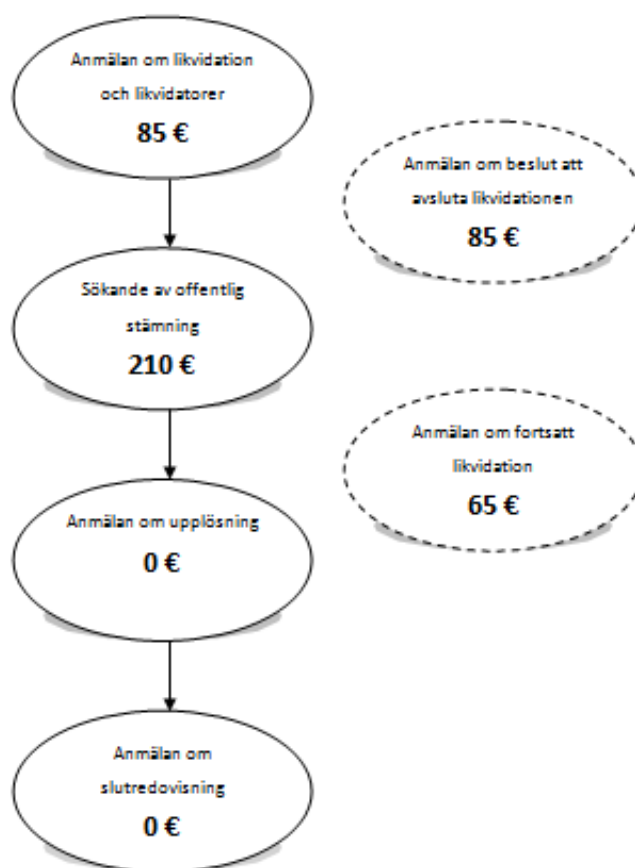 Anmälan om likvidation
och likvidatorer
85 €
Anmälan om beslut att
avsluta likvidationen
85 €
Sökande av offentlig
stämning
210 €
Anmälan om fortsatt
likvidation
65 €
Anmälan om upplösning
0 €
Anmälan om
slutredovisning
0 €